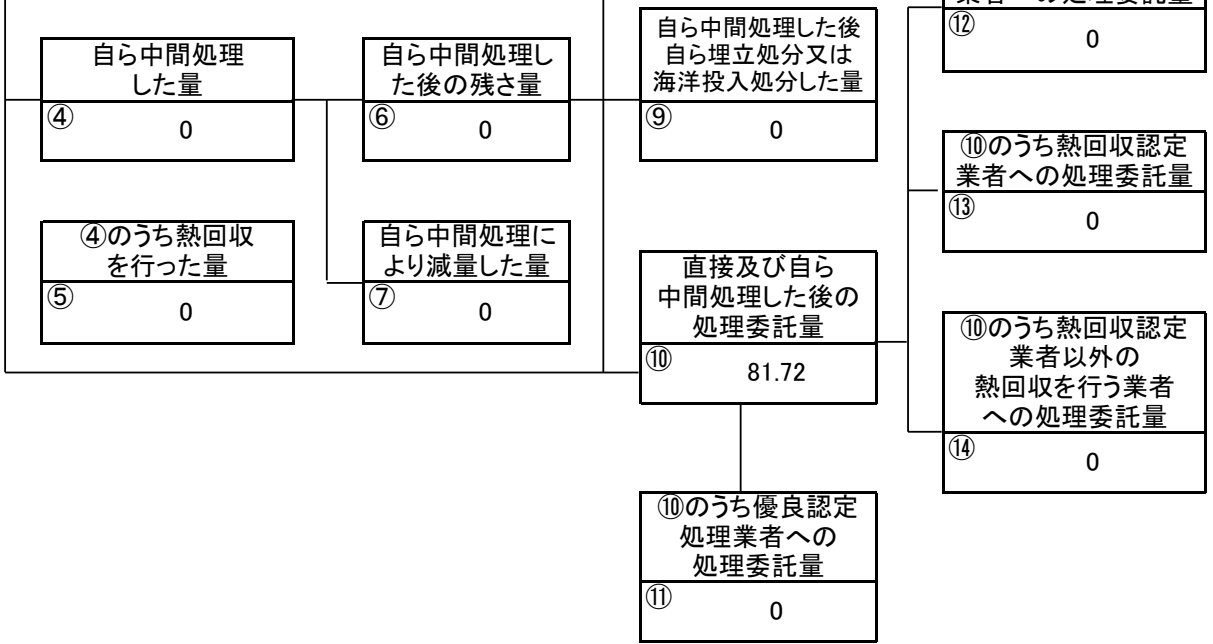 ⑫
0
自ら中間処理
した量
④
0
自ら中間処理し
た後の残さ量
⑥
0
自ら中間処理した後
自ら埋立処分又は
海洋投入処分した量
⑨
0
⑩のうち熱回収認定
業者への処理委託量
⑬
0
④のうち熱回収
を行った量
⑤
0
自ら中間処理に
より減量した量
⑦
0
直接及び自ら
中間処理した後の
処理委託量
⑩
81.72
⑩のうち熱回収認定
業者以外の
熱回収を行う業者
への処理委託量
⑭
0
⑩のうち優良認定
処理業者への
処理委託量
⑪
0